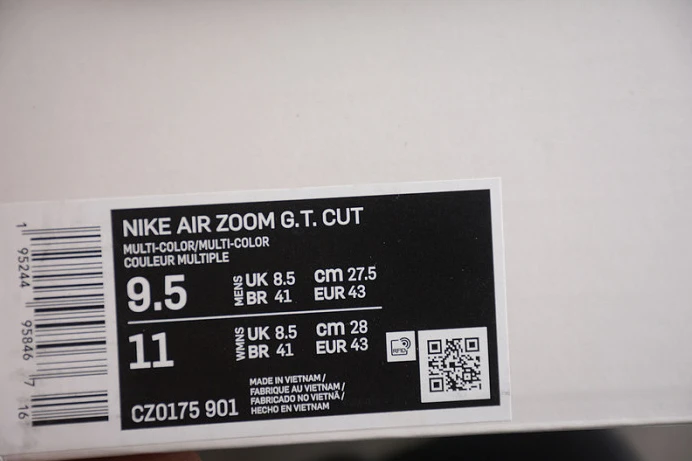 NIKE AIR ZOOM G.T. CUT
MULTI-COLOR/MULTI-COLOR
COULEUR MULTIPLE
9.5 MENS UK 8.5 cm 27.5
BR 41 EUR 43
11 WMNS UK 8.5 cm 28
BR 41 EUR 43
RFID
MADE IN VIETNAM /
FABRIQUE AU VIETNAM /
FABRICADO NO VIETNÃ /
HECHO EN VIETNAM
CZ0175 901
1 95244 95846 7 16